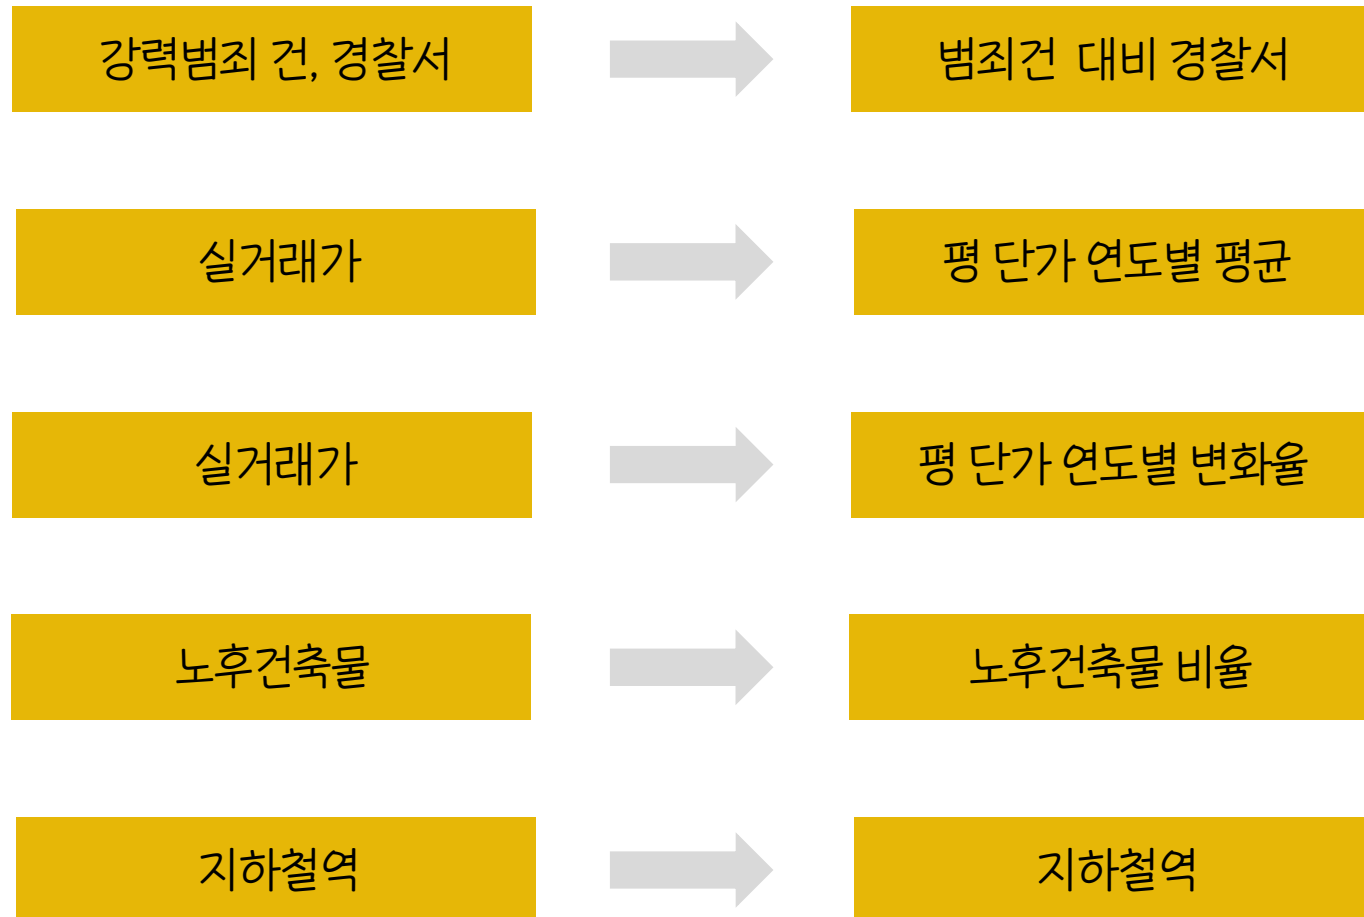 강력범죄 건, 경찰서
범죄건 대비 경찰서
실거래가
평 단가 연도별 평균
실거래가
평 단가 연도별 변화율
노후건축물
노후건축물 비율
지하철역
지하철역